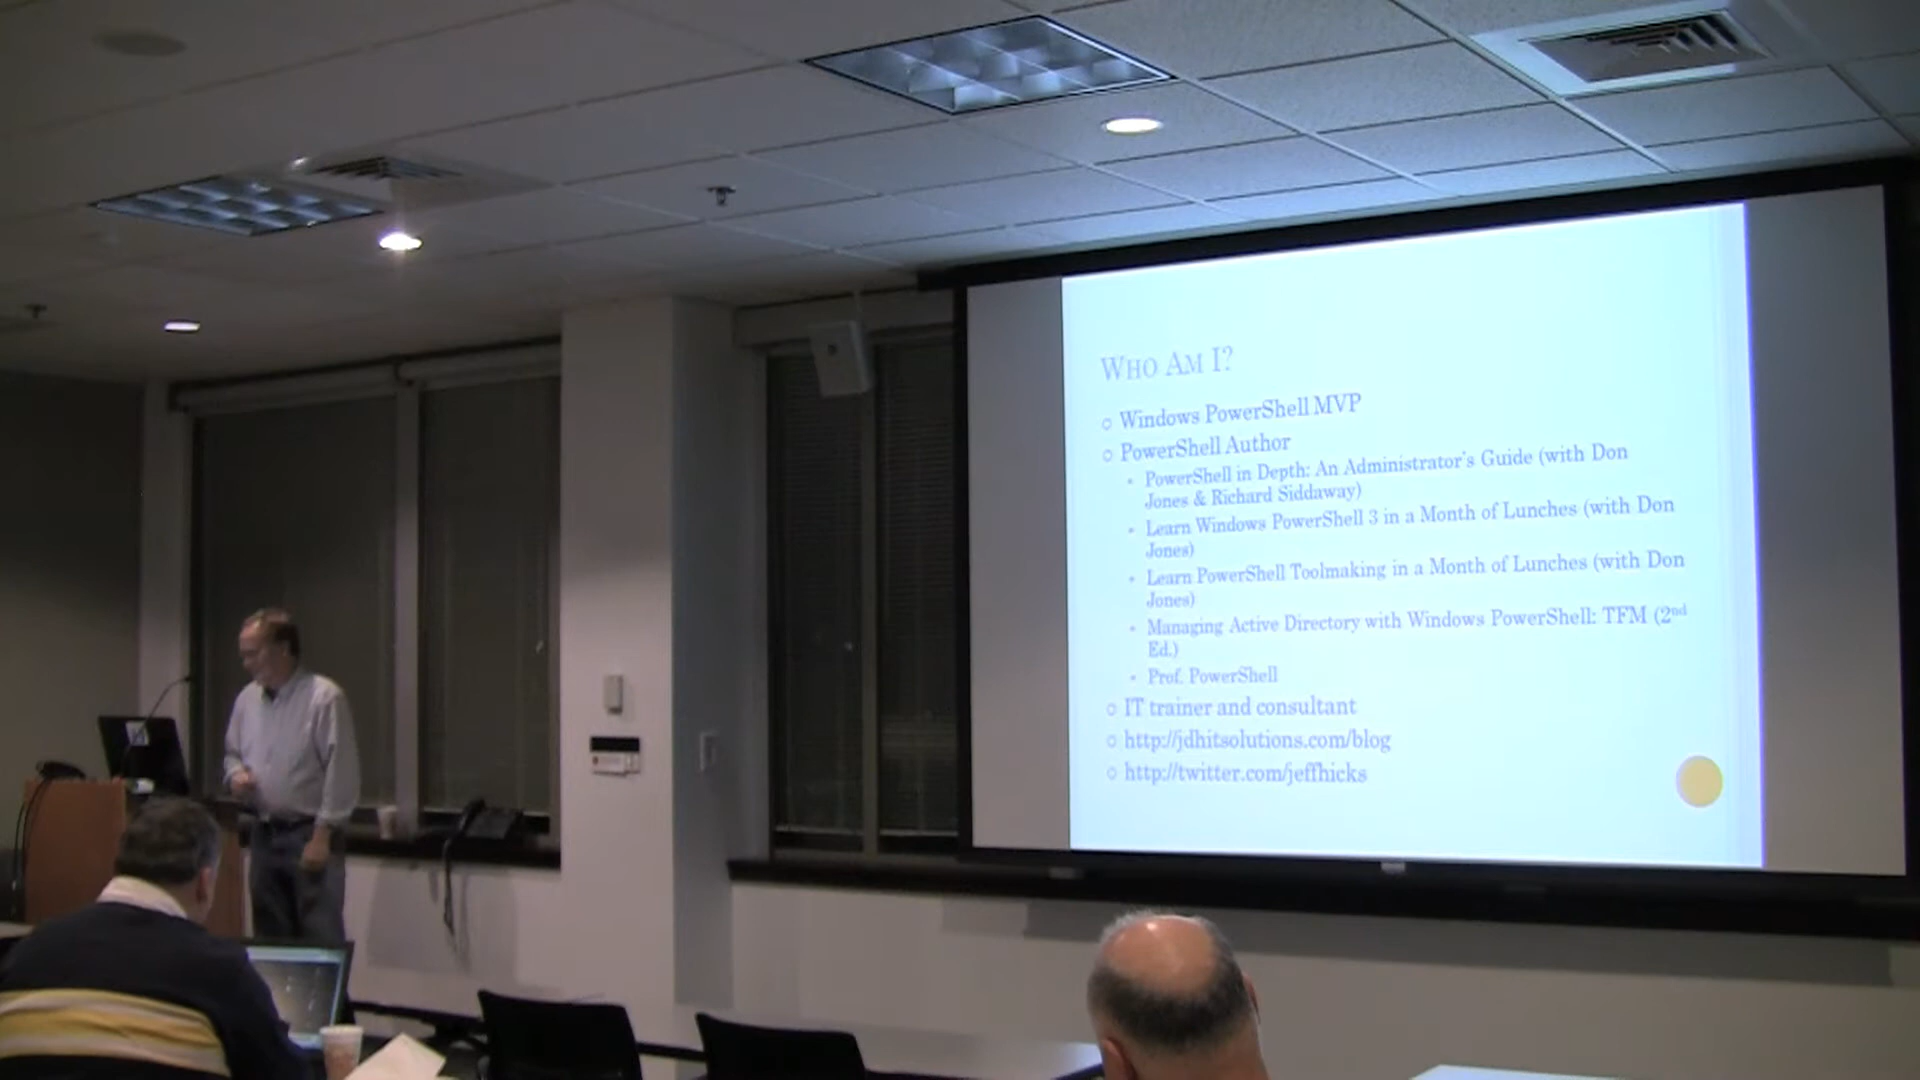 WHO AM I?
Windows PowerShell MVP
PowerShell Author
PowerShell in Depth: An Administrator's Guide (with Don
Jones & Richard Siddaway)
Learn Windows PowerShell 3 in a Month of Lunches (with Don
Jones)
Learn PowerShell Toolmaking in a Month of Lunches (with Don
Jones)
Managing Active Directory with Windows PowerShell: TFM (2nd
Ed.)
Prof. PowerShell
IT trainer and consultant
http://jdhitsolutions.com/blog
http://twitter.com/jeffhicks